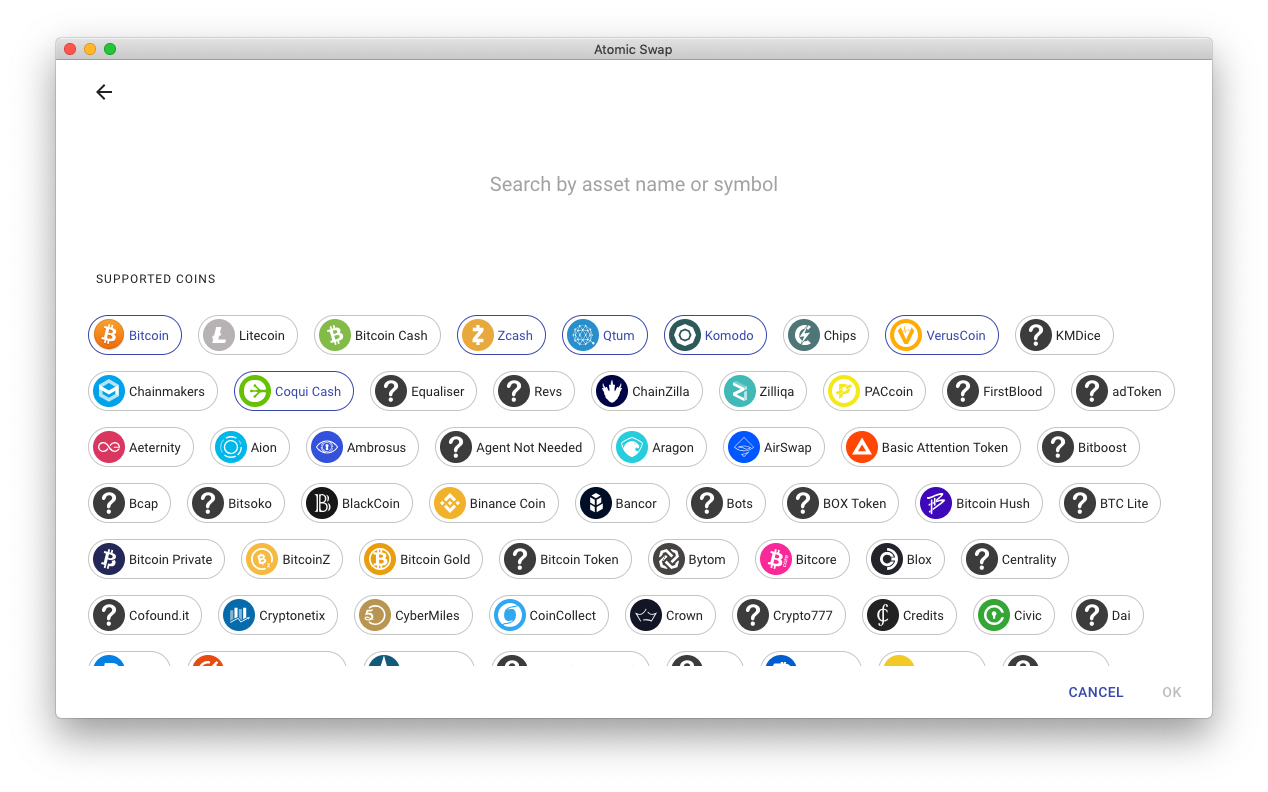 Atomic Swap
Search by asset name or symbol
SUPPORTED COINS
Bitcoin Litecoin Bitcoin Cash Zcash Qtum Komodo Chips VerusCoin ? KMDice
Chainmakers Coqui Cash ? Equaliser ? Revs ChainZilla Zilliqa PACcoin ? FirstBlood ? adToken
Aeternity Aion Ambrosus ? Agent Not Needed Aragon AirSwap Basic Attention Token ? Bitboost
? Bcap ? Bitsoko BlackCoin Binance Coin Bancor ? Bots ? BOX Token Bitcoin Hush ? BTC Lite
Bitcoin Private BitcoinZ Bitcoin Gold ? Bitcoin Token Bytom Bitcore Blox ? Centrality
? Cofound.it Cryptonetix CyberMiles CoinCollect Crown ? Crypto777 Credits Civic ? Dai
CANCEL OK